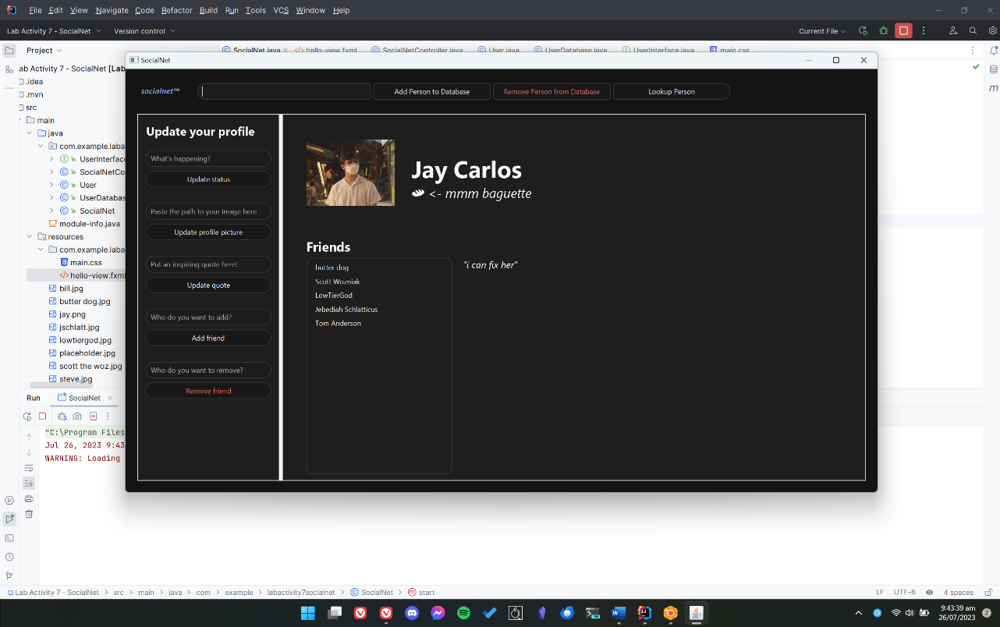 File Edit View Navigate Code Refactor Build Run Tools VCS Window Help
Lab Activity 7 - SocialNet Version control Current File
Project
SocialNet.java hello-view.fxml SocialNetController.java User.java UserDatabase.java UserInterface.java main.css
ab Activity 7 - SocialNet [Lab
.idea
.mvn
src
main
java
com.example.laba
UserInterface
SocialNetCo
User
UserDatabas
SocialNet
module-info.java
resources
com.example.laba
main.css
hello-view.fxml
bill.jpg
butter dog.jpg
jay.png
jschlatt.jpg
lowtiergod.jpg
placeholder.jpg
scott the woz.jpg
steve.jpg
SocialNet
socialnet™
Add Person to Database
Remove Person from Database
Lookup Person
Update your profile
What's happening?
Update status
Paste the path to your image here
Update profile picture
Put an inspiring quote here!
Update quote
Who do you want to add?
Add friend
Who do you want to remove?
Remove friend
Jay Carlos
🥖 <- mmm baguette
Friends
butter dog
Scott Wozniak
LowTierGod
Jebediah Schlatticus
Tom Anderson
"i can fix her"
Run SocialNet
"C:\Program Files
Jul 26, 2023 9:43
WARNING: Loading
Lab Activity 7 - SocialNet > src > main > java > com > example > labactivity7socialnet > SocialNet > start
LF UTF-8 4 spaces
9:43:39 am
26/07/2023
2